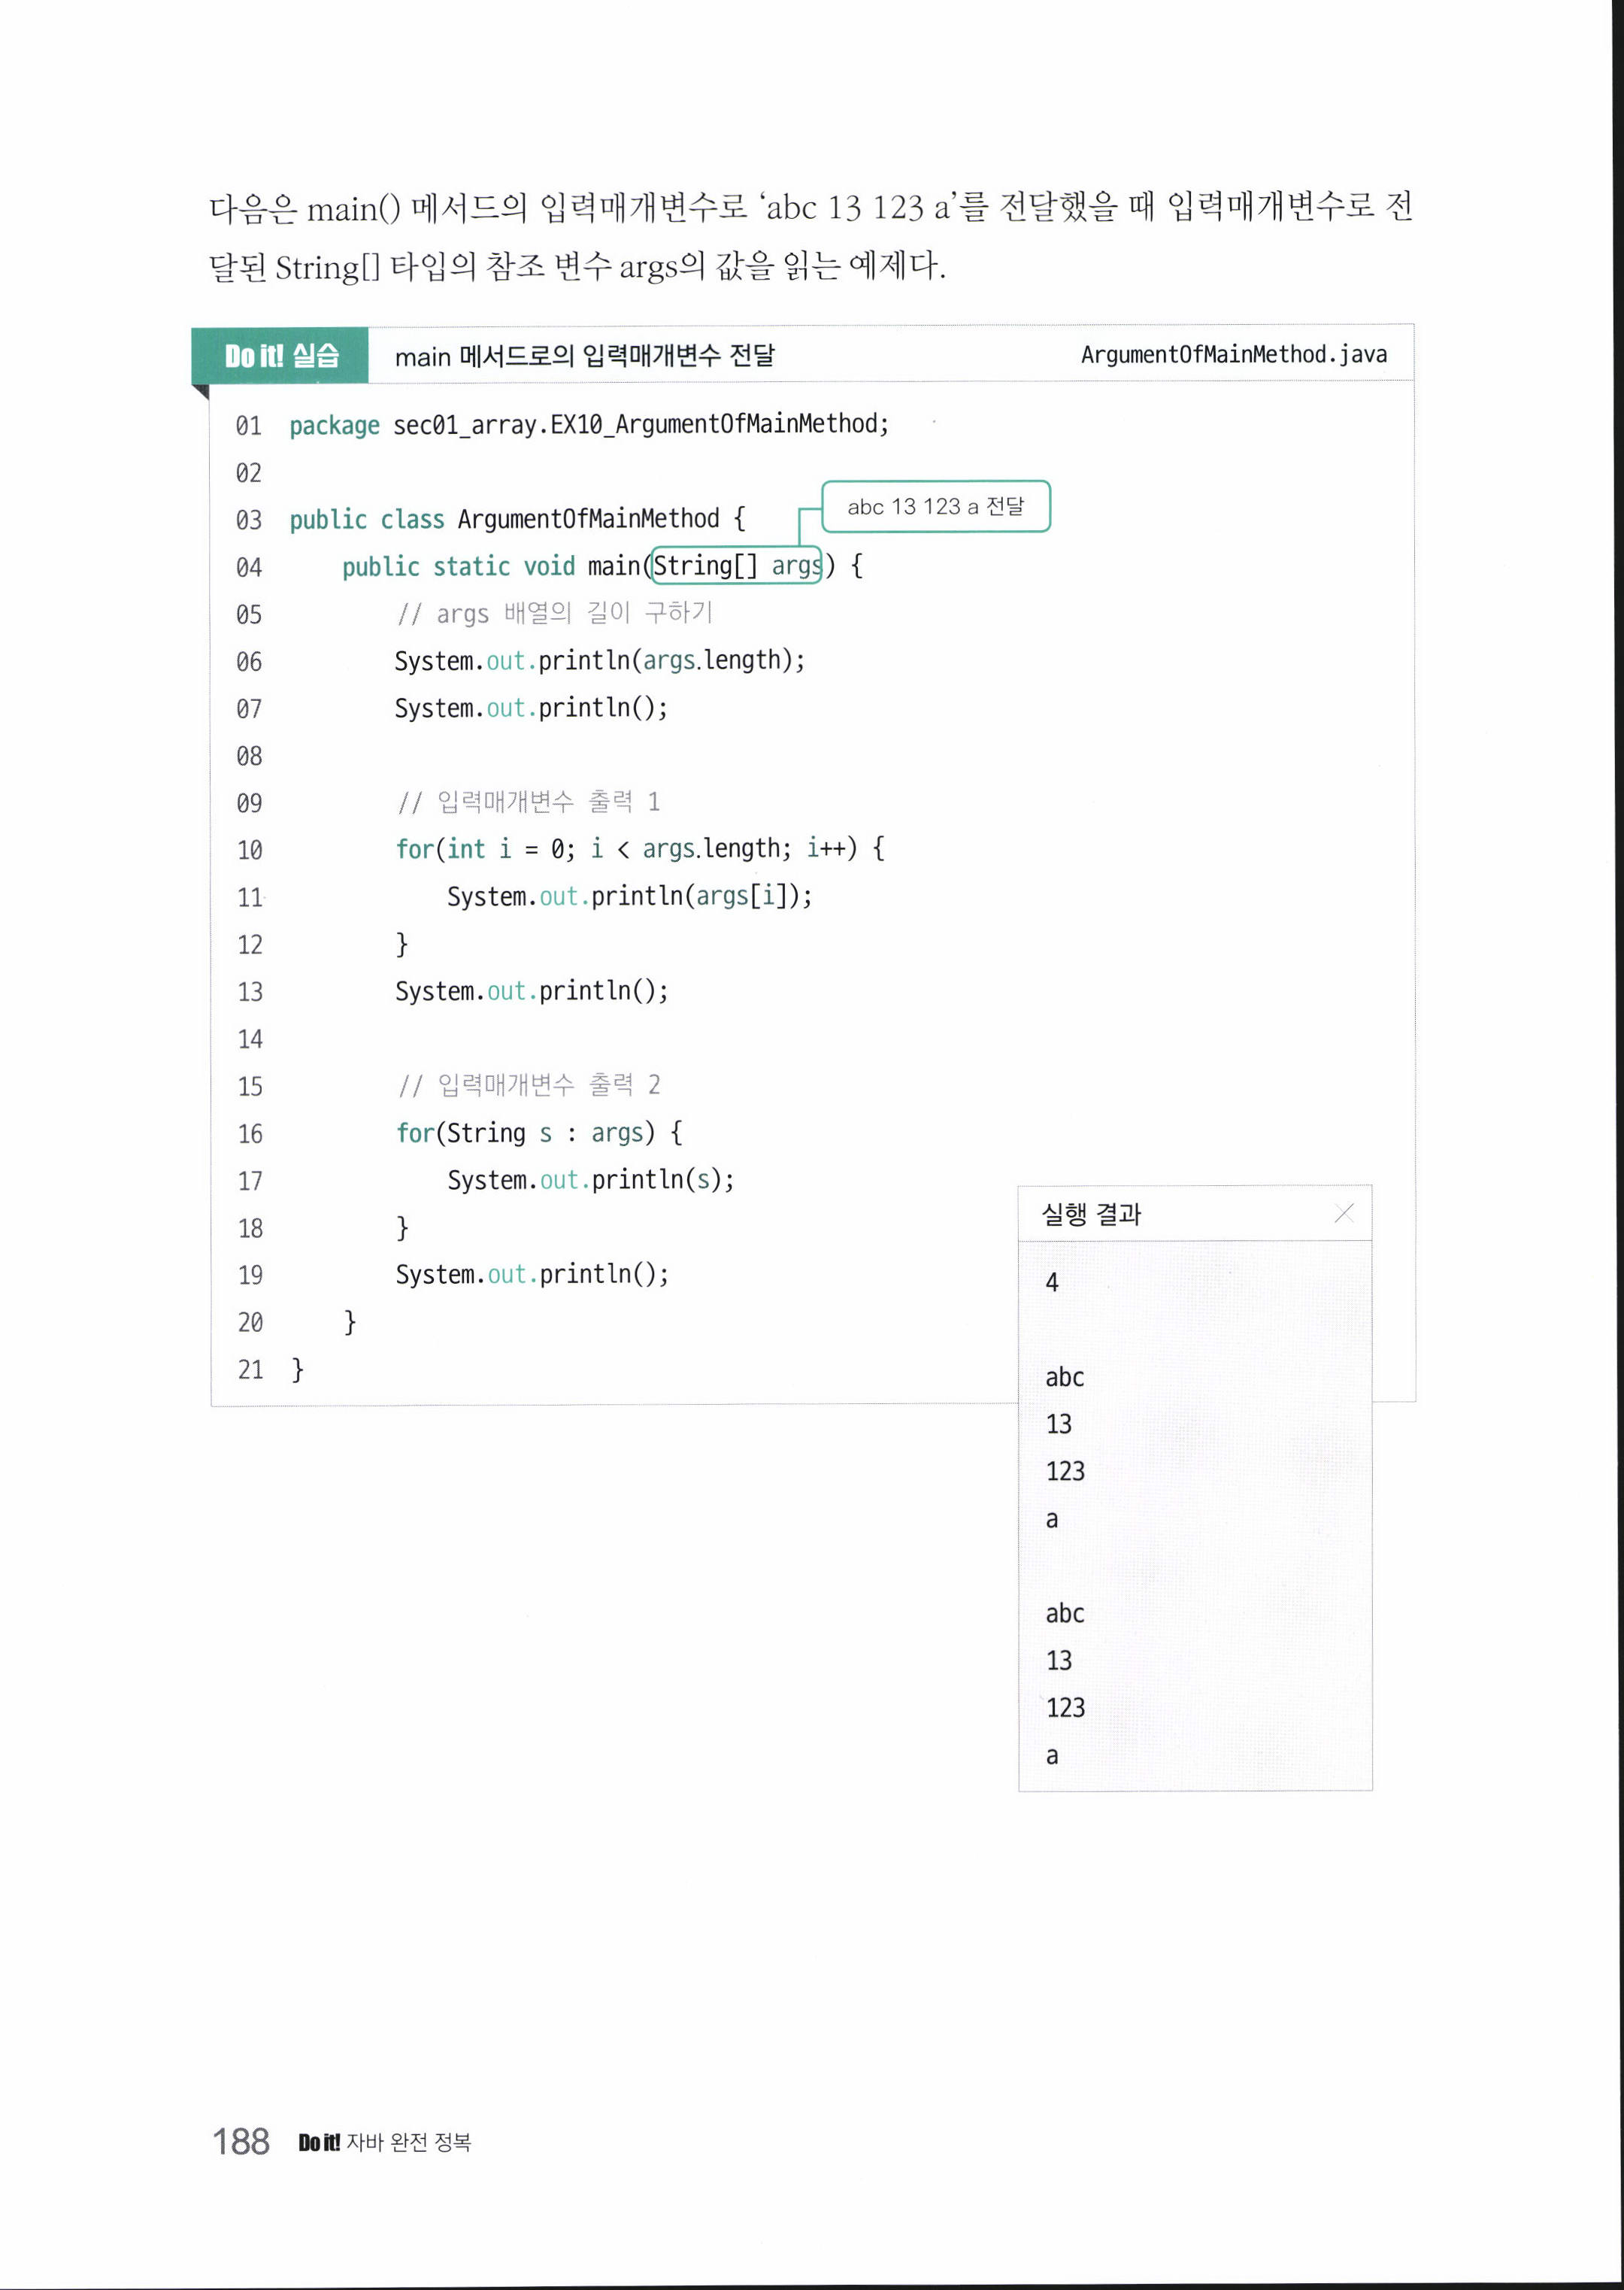 다음은 main() 메서드의 입력매개변수로 ‘abc 13 123 a’를 전달했을 때 입력매개변수로 전
달된 String[] 타입의 참조 변수 args의 값을 읽는 예제다.
Do it! 실습 main 메서드로의 입력매개변수 전달 ArgumentOfMainMethod.java
01 package sec01_array.EX10_ArgumentOfMainMethod;
02
abc 13 123 a 전달
03 public class ArgumentOfMainMethod {
04     public static void main(String[] args) {
05         // args 배열의 길이 구하기
06         System.out.println(args.length);
07         System.out.println();
08
09         // 입력매개변수 출력 1
10         for(int i = 0; i < args.length; i++) {
11             System.out.println(args[i]);
12         }
13         System.out.println();
14
15         // 입력매개변수 출력 2
16         for(String s : args) {
17             System.out.println(s);
18         }
19         System.out.println();
20     }
21 }
실행 결과
4
abc
13
123
a
abc
13
123
a
188 Do it! 자바 완전 정복